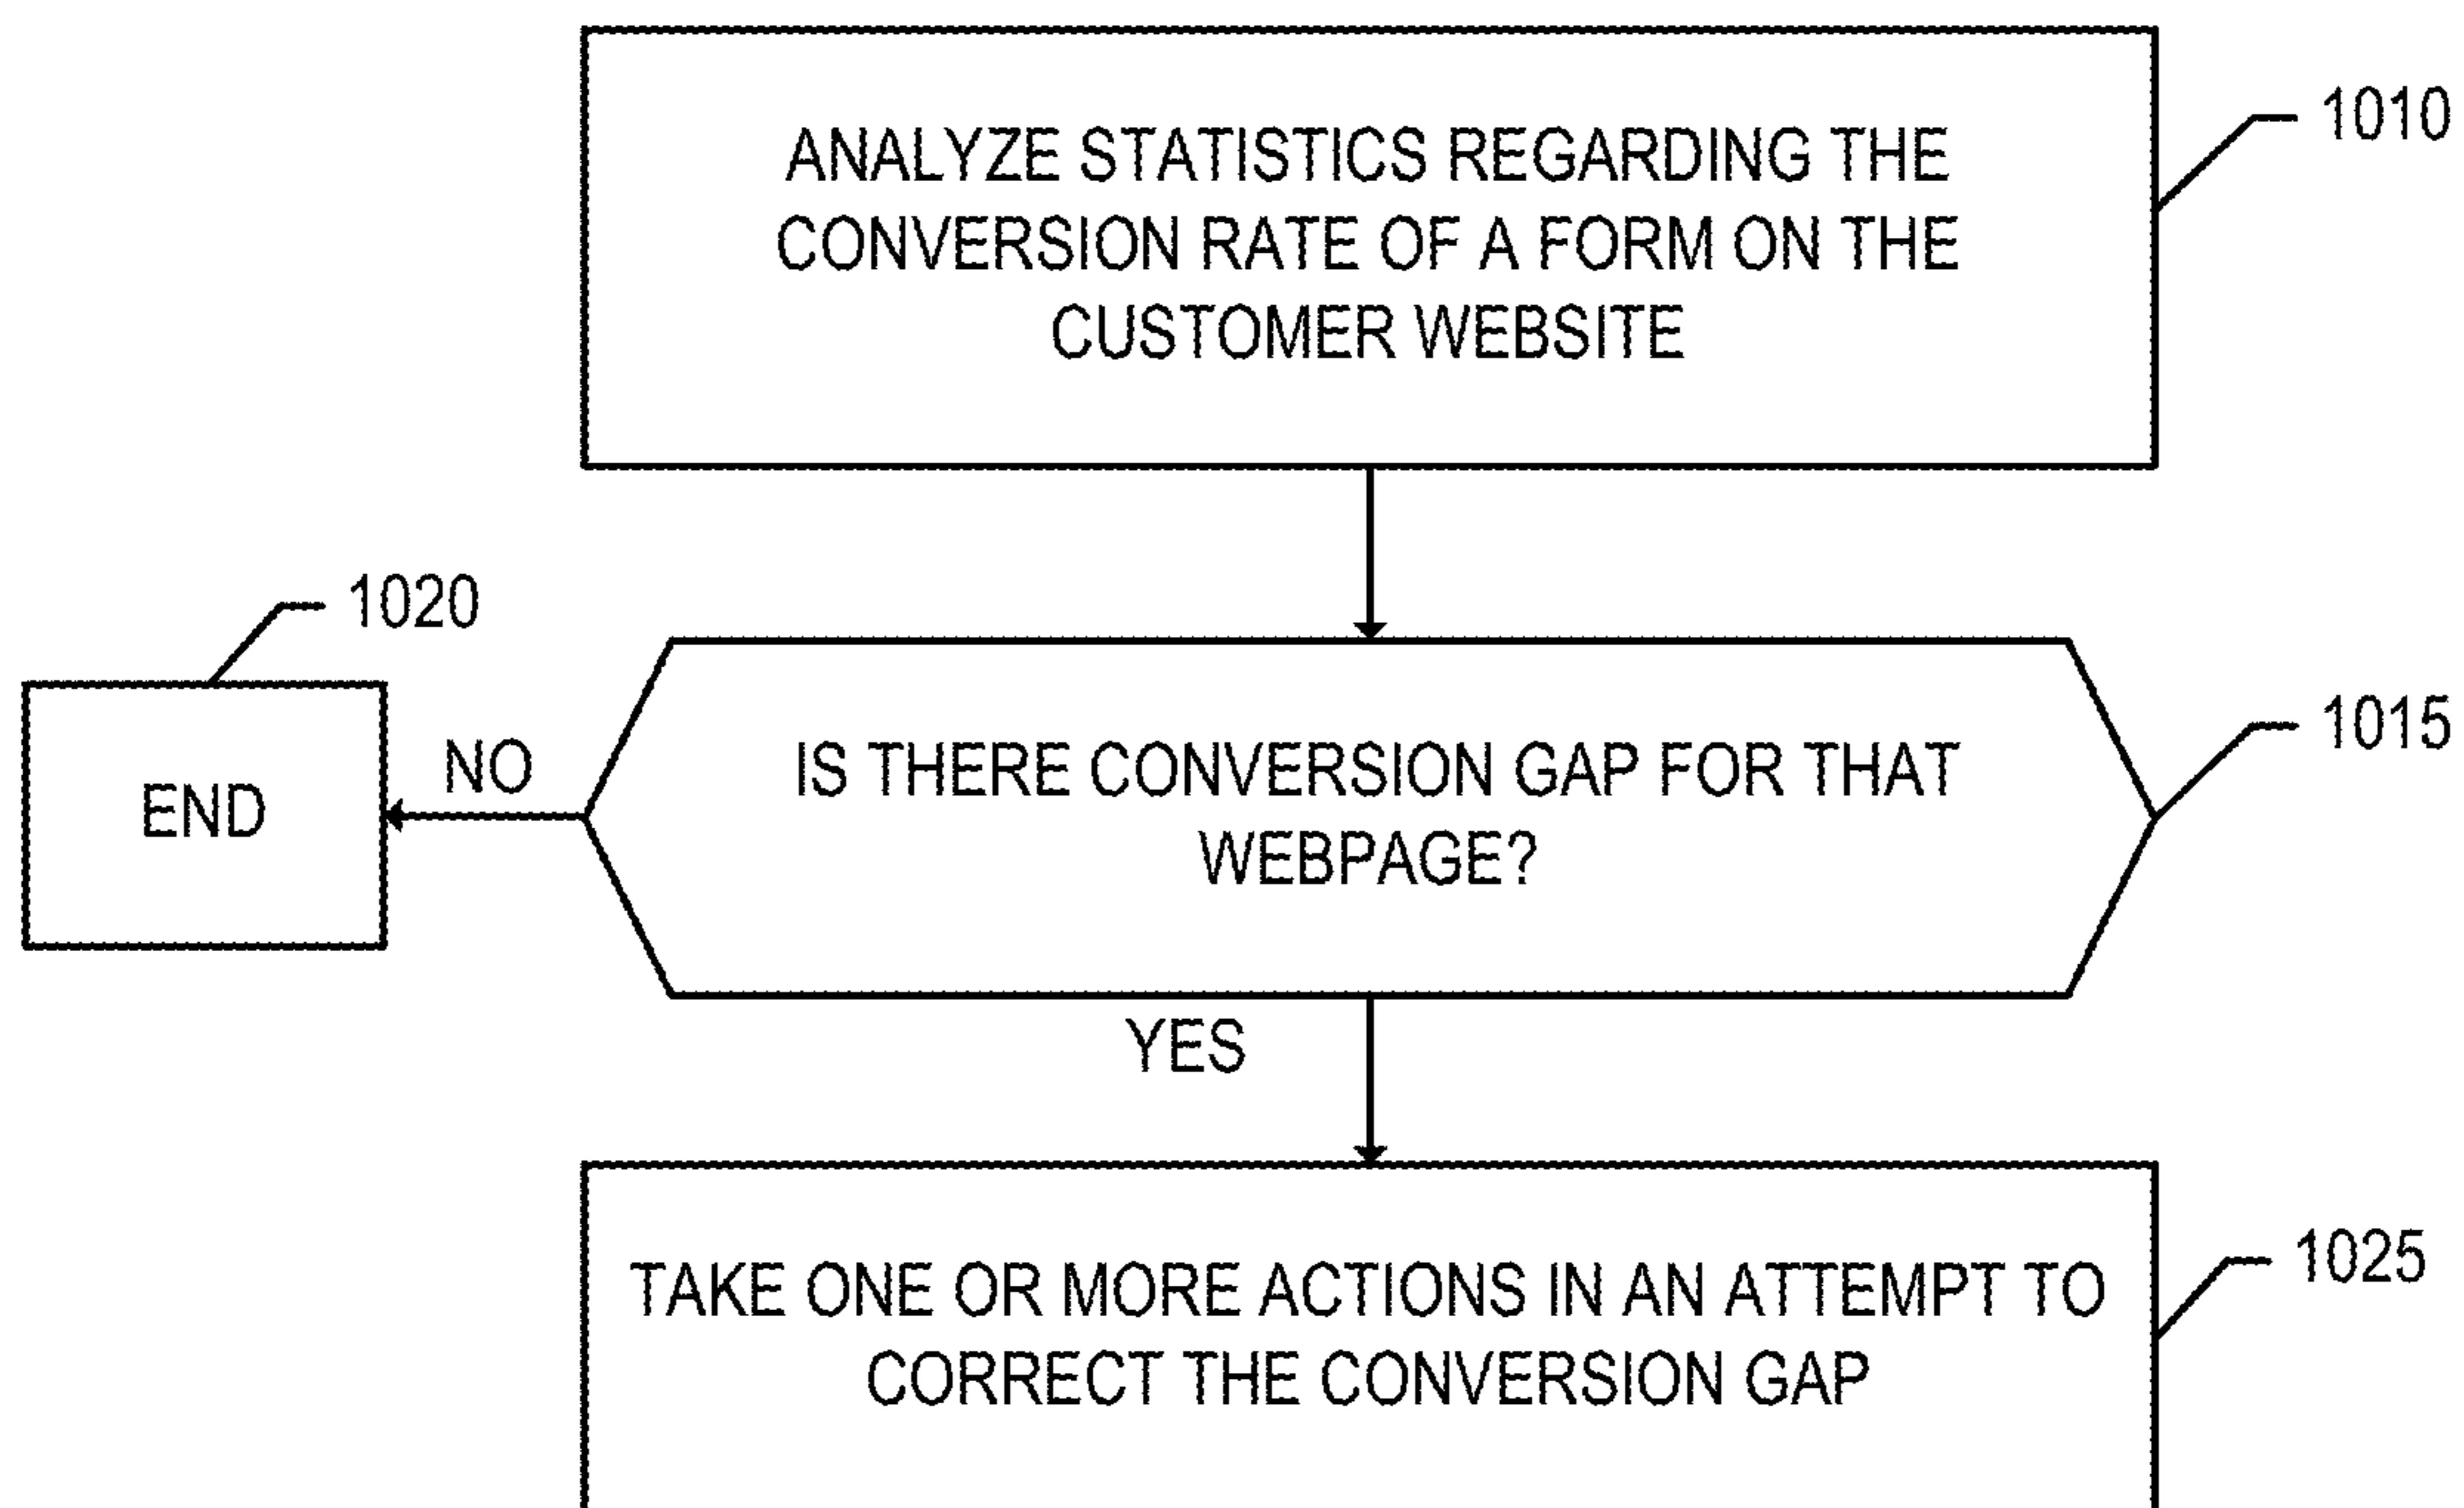 ANALYZE STATISTICS REGARDING THE
CONVERSION RATE OF A FORM ON THE
CUSTOMER WEBSITE
1010
1020
END
NO
IS THERE CONVERSION GAP FOR THAT
WEBPAGE?
1015
YES
TAKE ONE OR MORE ACTIONS IN AN ATTEMPT TO
CORRECT THE CONVERSION GAP
1025